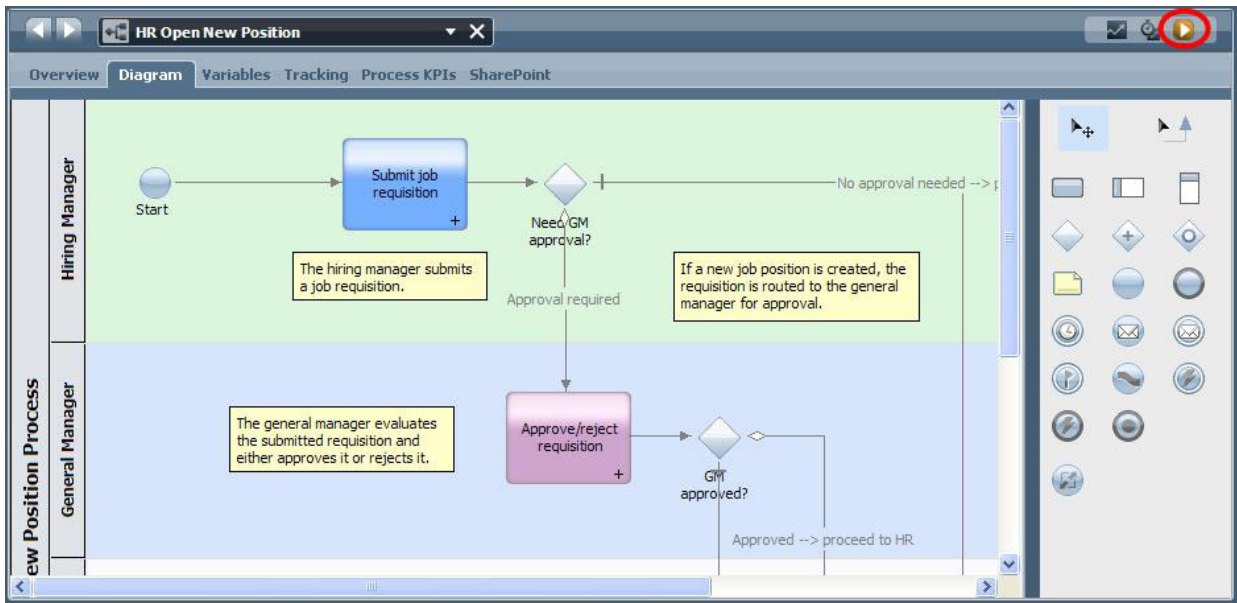 HR Open New Position
Overview Diagram Variables Tracking Process KPIs SharePoint
Hiring Manager
Start
Submit job
requisition
Need GM
approval?
No approval needed -->
The hiring manager submits
a job requisition.
If a new job position is created, the
requisition is routed to the general
manager for approval.
Approval required
ew Position Process
General Manager
The general manager evaluates
the submitted requisition and
either approves it or rejects it.
Approve/reject
requisition
GM
approved?
Approved --> proceed to HR